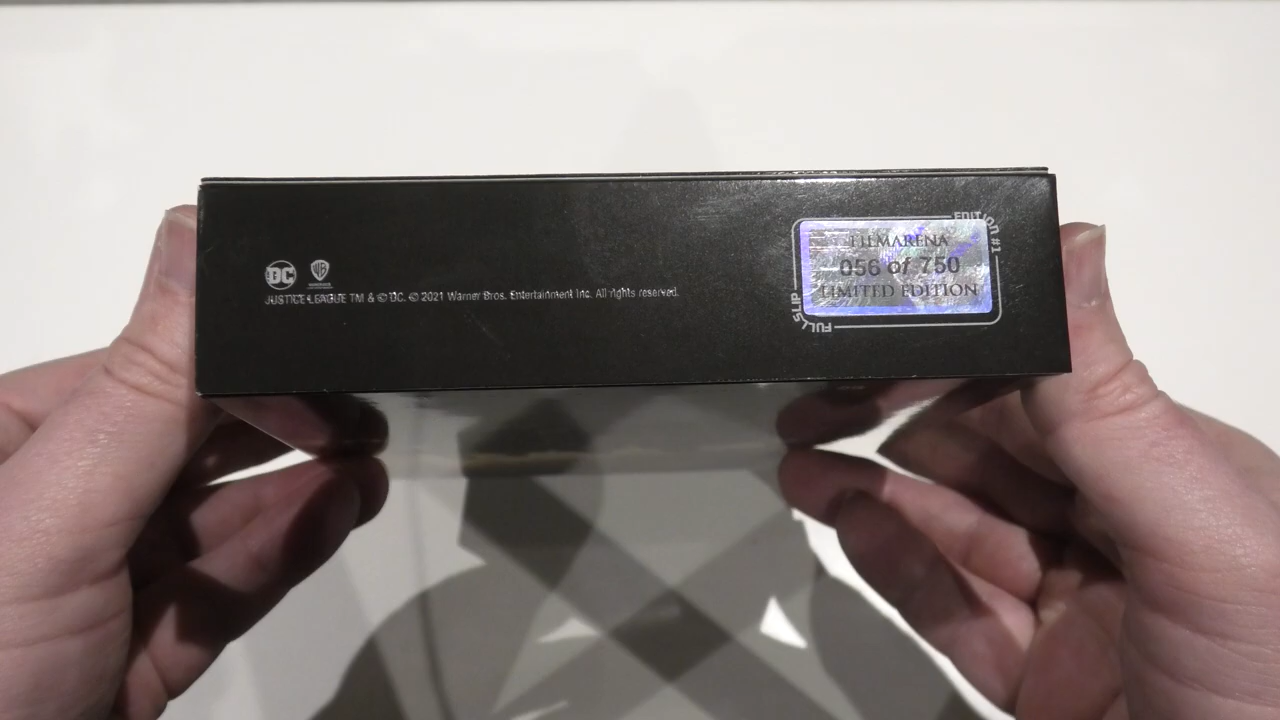 DC
WB
JUSTICE LEAGUE TM & © DC. © 2021 Warner Bros. Entertainment Inc. All rights reserved.
EDITION #1
FILMARENA
056 of 750
LIMITED EDITION
FULLSLIP